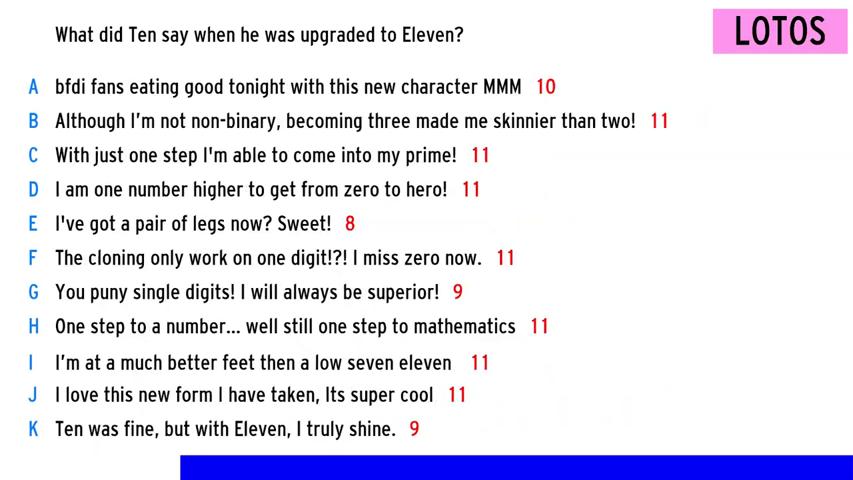 What did Ten say when he was upgraded to Eleven?
LOTOS
A bfdi fans eating good tonight with this new character MMM 10
B Although I'm not non-binary, becoming three made me skinnier than two! 11
C With just one step I'm able to come into my prime! 11
D I am one number higher to get from zero to hero! 11
E I've got a pair of legs now? Sweet! 8
F The cloning only work on one digit!?! I miss zero now. 11
G You puny single digits! I will always be superior! 9
H One step to a number... well still one step to mathematics 11
I I'm at a much better feet then a low seven eleven 11
J I love this new form I have taken, Its super cool 11
K Ten was fine, but with Eleven, I truly shine. 9